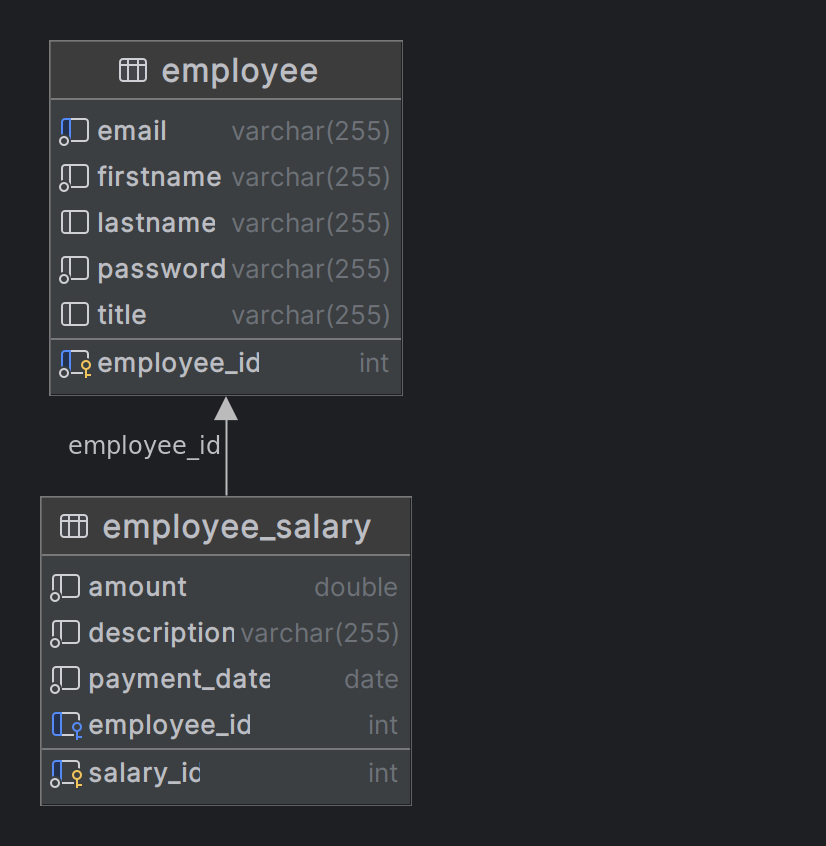 employee
email varchar(255)
firstname varchar(255)
lastname varchar(255)
password varchar(255)
title varchar(255)
employee_id int
employee_id
employee_salary
amount double
description varchar(255)
payment_date date
employee_id int
salary_id int